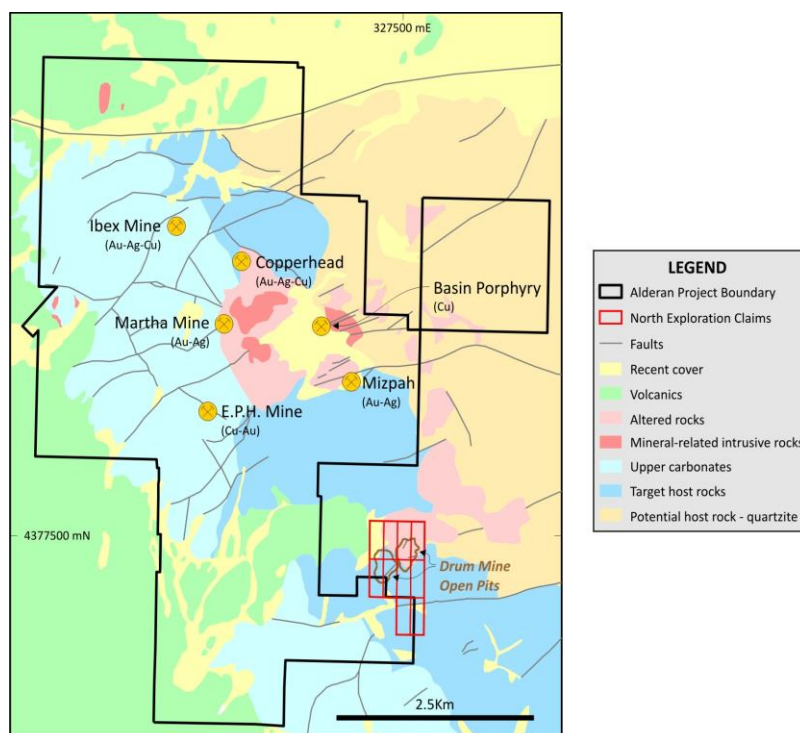 327500 mE
Ibex Mine
(Au-Ag-Cu)
Copperhead
(Au-Ag-Cu)
Basin Porphyry
(Cu)
Martha Mine
(Au-Ag)
Mizpah
(Au-Ag)
E.P.H. Mine
(Cu-Au)
4377500 mN
Drum Mine
Open Pits
2.5Km
LEGEND
Alderan Project Boundary
North Exploration Claims
Faults
Recent cover
Volcanics
Altered rocks
Mineral-related intrusive rocks
Upper carbonates
Target host rocks
Potential host rock - quartzite